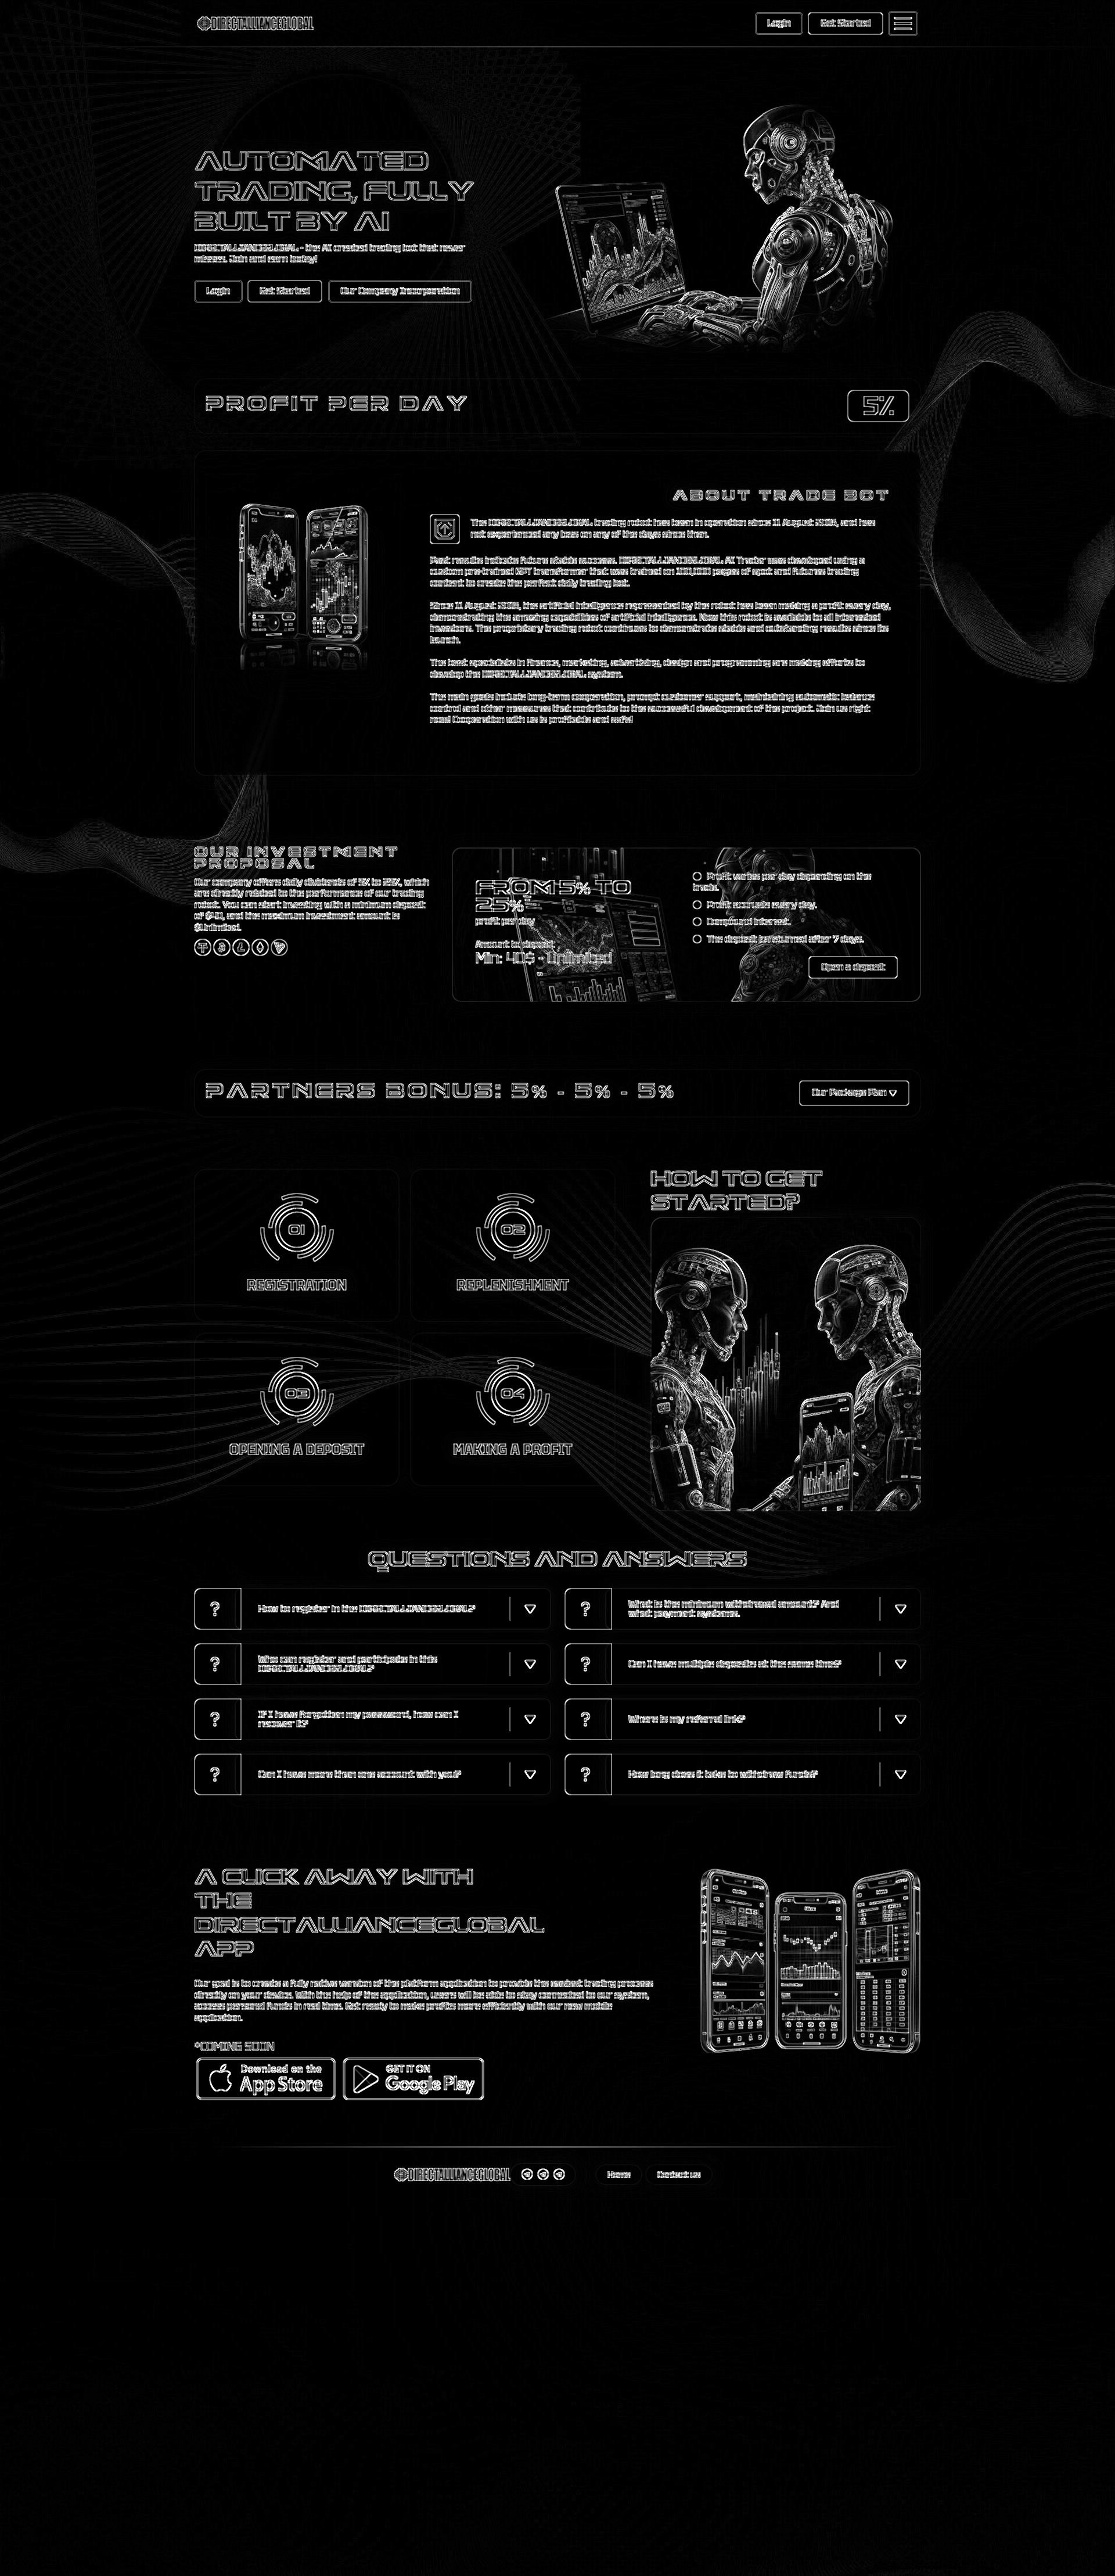 DIRECTALLIANCEGLOBAL
Login
Get Started
AUTOMATED
TRADING, FULLY
BUILT BY AI
DIRECTALLIANCEGLOBAL - the AI created trading bot that never
misses. Join and earn today!
Login
Get Started
Our Company Incorporation
PROFIT PER DAY
5%
ABOUT TRADE BOT
The DIRECTALLIANCEGLOBAL trading robot has been in operation since 11 August, and has
not experienced any loss on any of the days since then.
Past results indicate future stable success. DIRECTALLIANCEGLOBAL AI Trader was developed using a
custom pre-trained GPT transformer that was trained on pages of spot and futures trading
content to create the perfect daily trading bot.
Since 11 August, the artificial intelligence represented by the robot has been making a profit every day,
demonstrating the amazing capabilities of artificial intelligence. Now this robot is available to all interested
investors. The proprietary trading robot continues to demonstrate stable and outstanding results since its
launch.
The best specialists in finance, marketing, advertising, design and programming are making efforts to
develop the DIRECTALLIANCEGLOBAL system.
The main goals include long-term cooperation, prompt customer support, maintaining automatic balance
control and other measures that contribute to the successful development of the project. Join us right
now! Cooperation with us is profitable and safe!
OUR INVESTMENT
PROPOSAL
Our company offers daily dividends of 5% to 25%, which
are directly related to the performance of our trading
robot. You can start investing with a minimum deposit
of and the maximum investment amount is
$Unlimited.
FROM 5% TO
25%
profit per day
Amount to deposit:
Min: 40$ - Unlimited
Profit varies per day depending on the
trade.
Profit accruals every day.
Compound interest.
The deposit is returned after 7 days.
Open a deposit
PARTNERS BONUS: 5% - 5% - 5%
Our Package Plan
01
REGISTRATION
02
REPLENISHMENT
03
OPENING A DEPOSIT
04
MAKING A PROFIT
HOW TO GET
STARTED?
QUESTIONS AND ANSWERS
? How to register in the DIRECTALLIANCEGLOBAL?
? What is the minimum withdrawal amount? And
what payment systems.
? Who can register and participate in this
DIRECTALLIANCEGLOBAL?
? Can I have multiple deposits at the same time?
? If I have forgotten my password, how can I
recover it?
? Where is my referral link?
? Can I have more than one account with you?
? How long does it take to withdraw funds?
A CLICK AWAY WITH
THE
DIRECTALLIANCEGLOBAL
APP
Our goal is to create a fully native version of the platform application to provide the easiest trading process
directly on your device. With the help of the application, users will be able to stay connected to our system,
access personal funds in real time. Get ready to make profits more efficiently with our new mobile
application.
*COMING SOON
Download on the
App Store
GET IT ON
Google Play
DIRECTALLIANCEGLOBAL
Home
Contact us